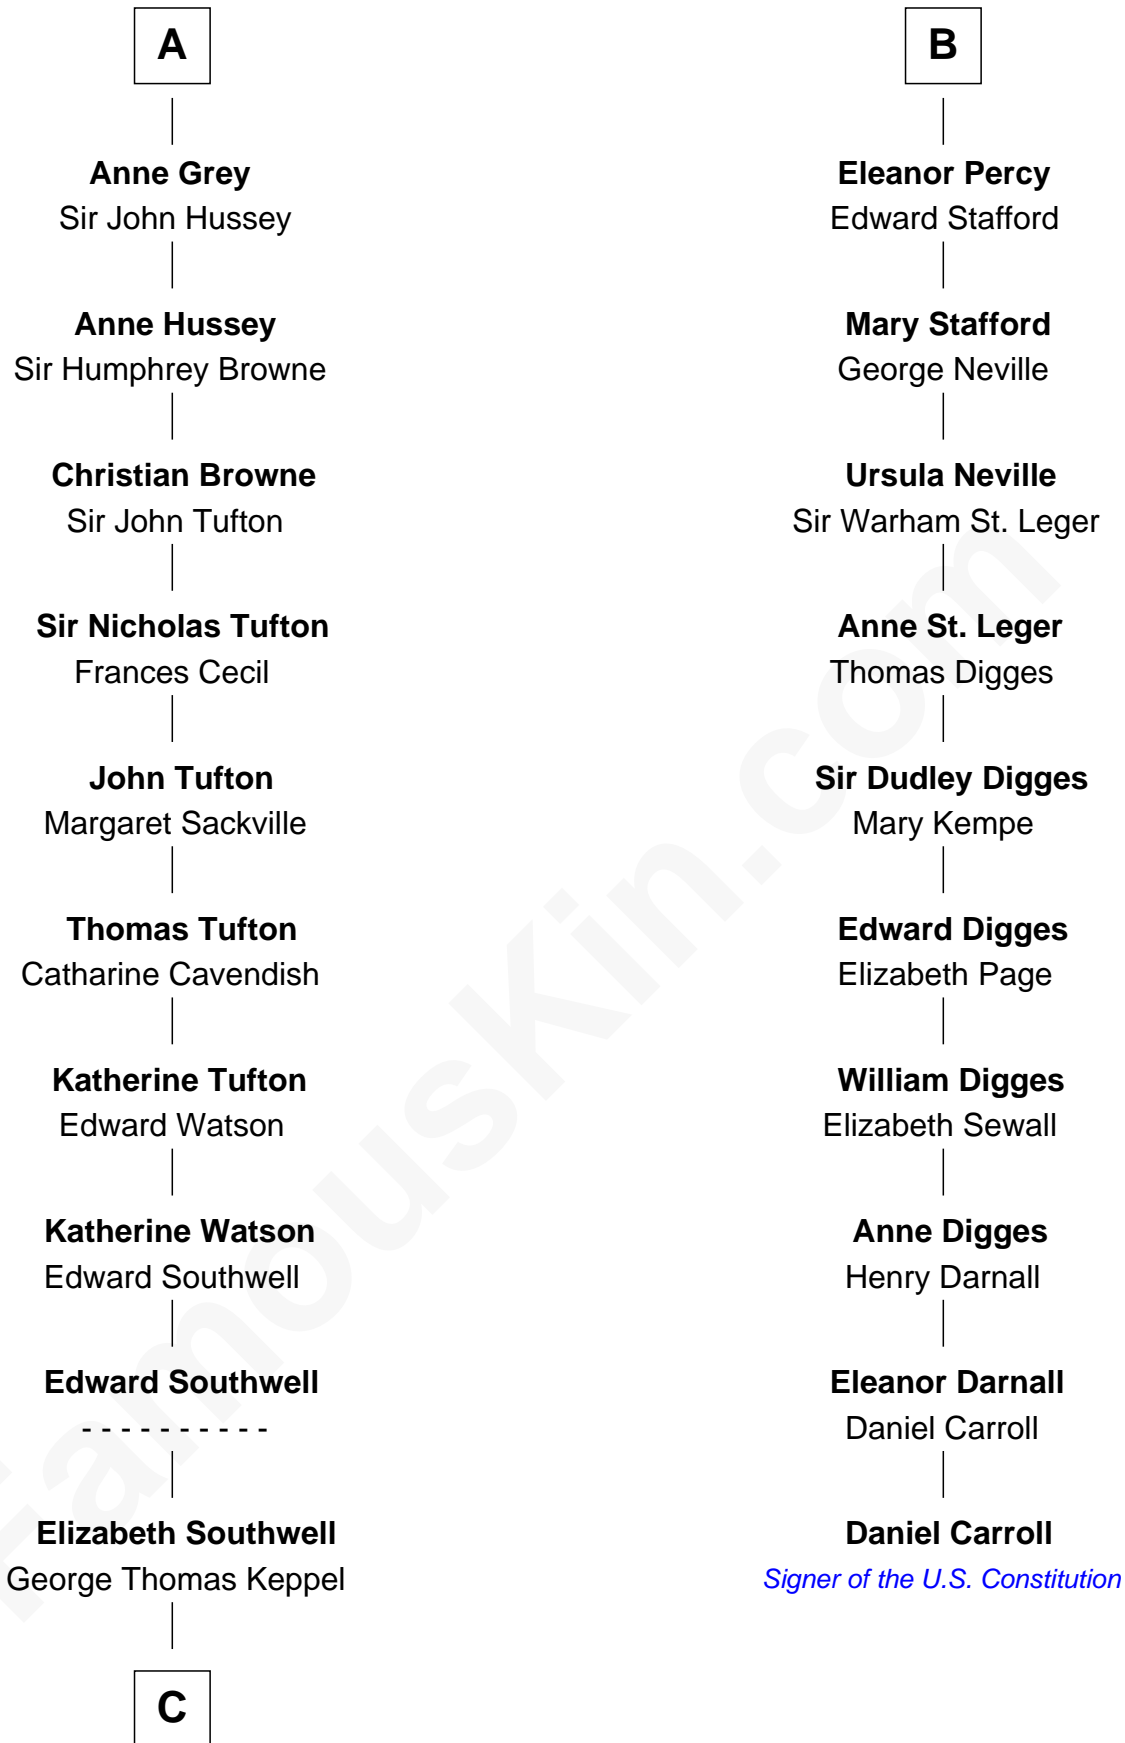 A
Anne Grey
Sir John Hussey
Anne Hussey
Sir Humphrey Browne
Christian Browne
Sir John Tufton
Sir Nicholas Tufton
Frances Cecil
John Tufton
Margaret Sackville
Thomas Tufton
Catharine Cavendish
Katherine Tufton
Edward Watson
Katherine Watson
Edward Southwell
Edward Southwell
- - - - - - - - - -
Elizabeth Southwell
George Thomas Keppel
C
B
Eleanor Percy
Edward Stafford
Mary Stafford
George Neville
Ursula Neville
Sir Warham St. Leger
Anne St. Leger
Thomas Digges
Sir Dudley Digges
Mary Kempe
Edward Digges
Elizabeth Page
William Digges
Elizabeth Sewall
Anne Digges
Henry Darnall
Eleanor Darnall
Daniel Carroll
Daniel Carroll
Signer of the U.S. Constitution
FamousKin.com